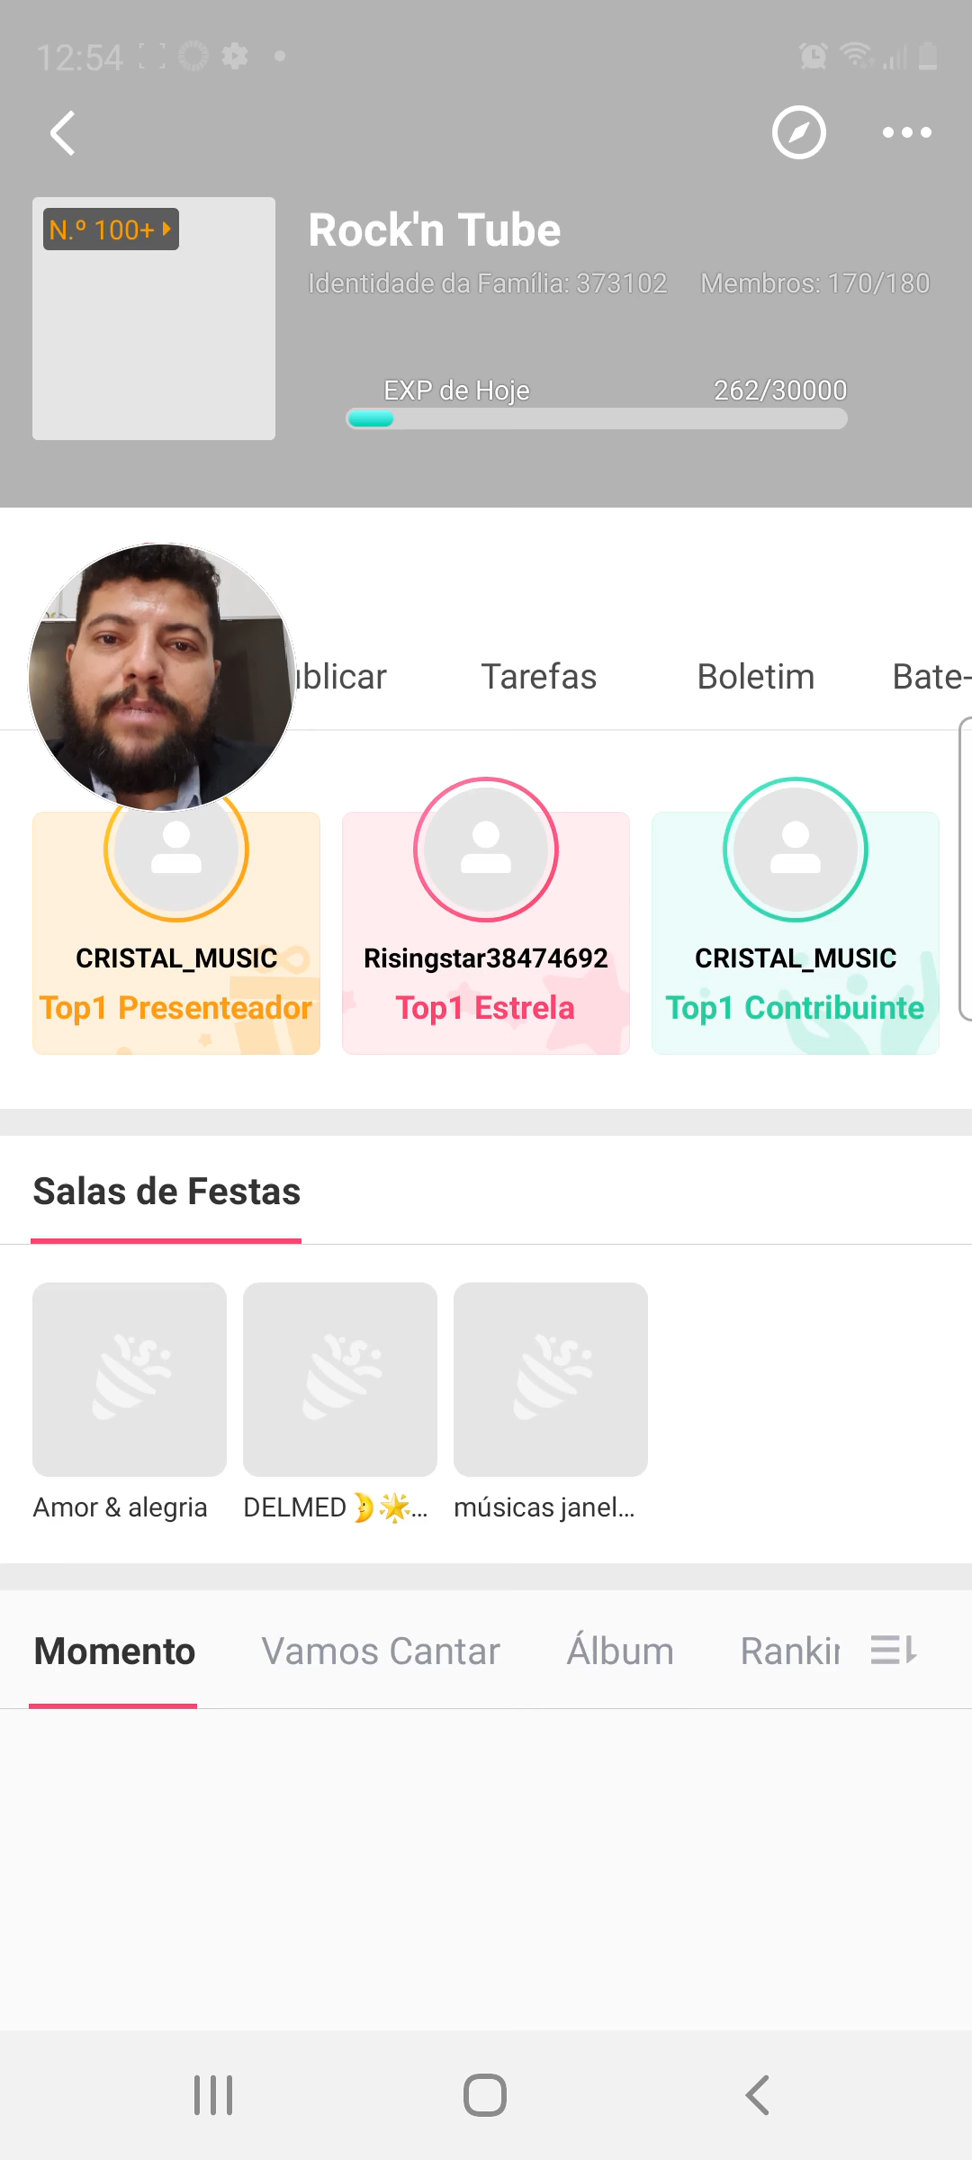 12:54
N.º 100+
Rock'n Tube
Identidade da Família: 373102 Membros: 170/180
EXP de Hoje 262/30000
ublicar Tarefas Boletim Bate-
CRISTAL_MUSIC
Top1 Presenteador
Risingstar38474692
Top1 Estrela
CRISTAL_MUSIC
Top1 Contribuinte
Salas de Festas
Amor & alegria
DELMED🌛🌟...
músicas janel...
Momento Vamos Cantar Álbum Rankin